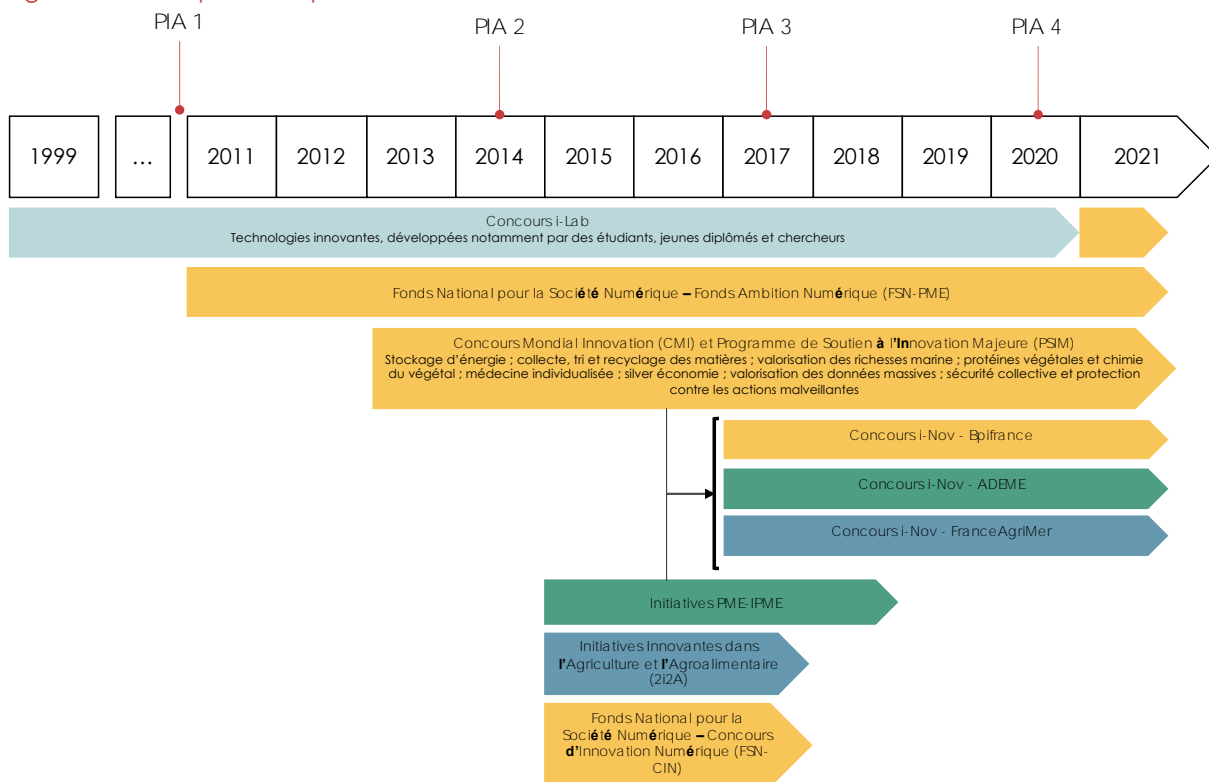 PIA 1
PIA 2
PIA 3
PIA 4
1999
...
2011
2012
2013
2014
2015
2016
2017
2018
2019
2020
2021
Concours i-Lab
Technologies innovantes, développées notamment par des étudiants, jeunes diplômés et chercheurs
Fonds National pour la Société Numérique – Fonds Ambition Numérique (FSN-PME)
Concours Mondial Innovation (CMI) et Programme de Soutien à l'Innovation Majeure (PSIM)
Stockage d'énergie ; collecte, tri et recyclage des matières ; valorisation des richesses marine ; protéines végétales et chimie
du végétal ; médecine individualisée ; silver économie ; valorisation des données massives ; sécurité collective et protection
contre les actions malveillantes
Concours i-Nov - Bpifrance
Concours i-Nov - ADEME
Concours i-Nov - FranceAgriMer
Initiatives PME-IPME
Initiatives Innovantes dans
l'Agriculture et l'Agroalimentaire
(2i2A)
Fonds National pour la
Société Numérique – Concours
d'Innovation Numérique (FSN-
CIN)